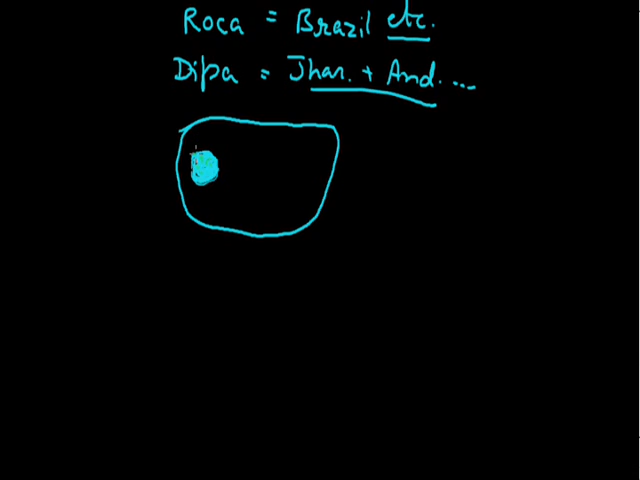 Roca = Brazil etc.
Dipa = Jhar. + And. ...